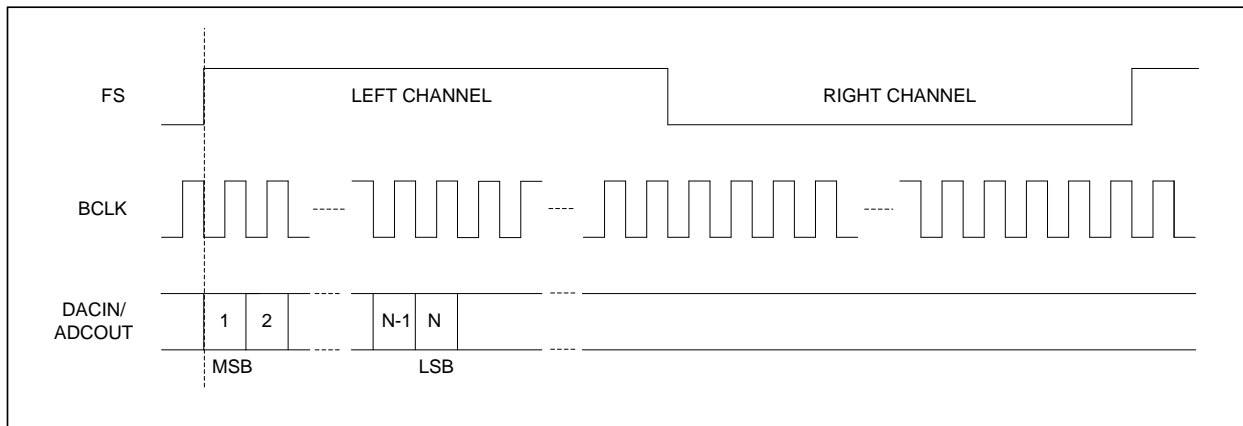 FS
LEFT CHANNEL
RIGHT CHANNEL
BCLK
DACIN/
ADCOUT
1
2
N-1
N
MSB
LSB